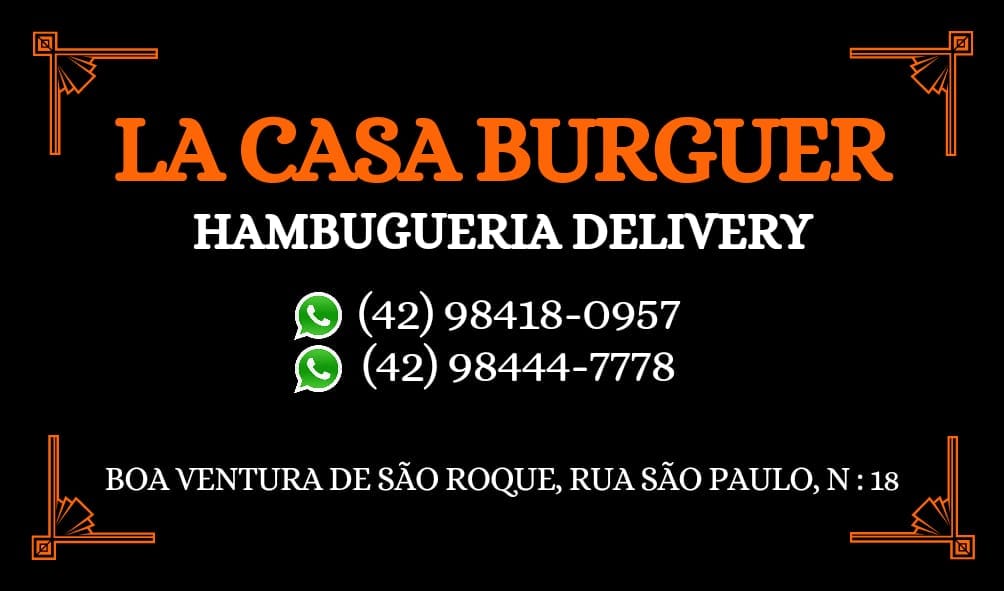 LA CASA BURGUER
HAMBUGUERIA DELIVERY
(42) 98418-0957
(42) 98444-7778
BOA VENTURA DE SÃO ROQUE, RUA SÃO PAULO, N : 18